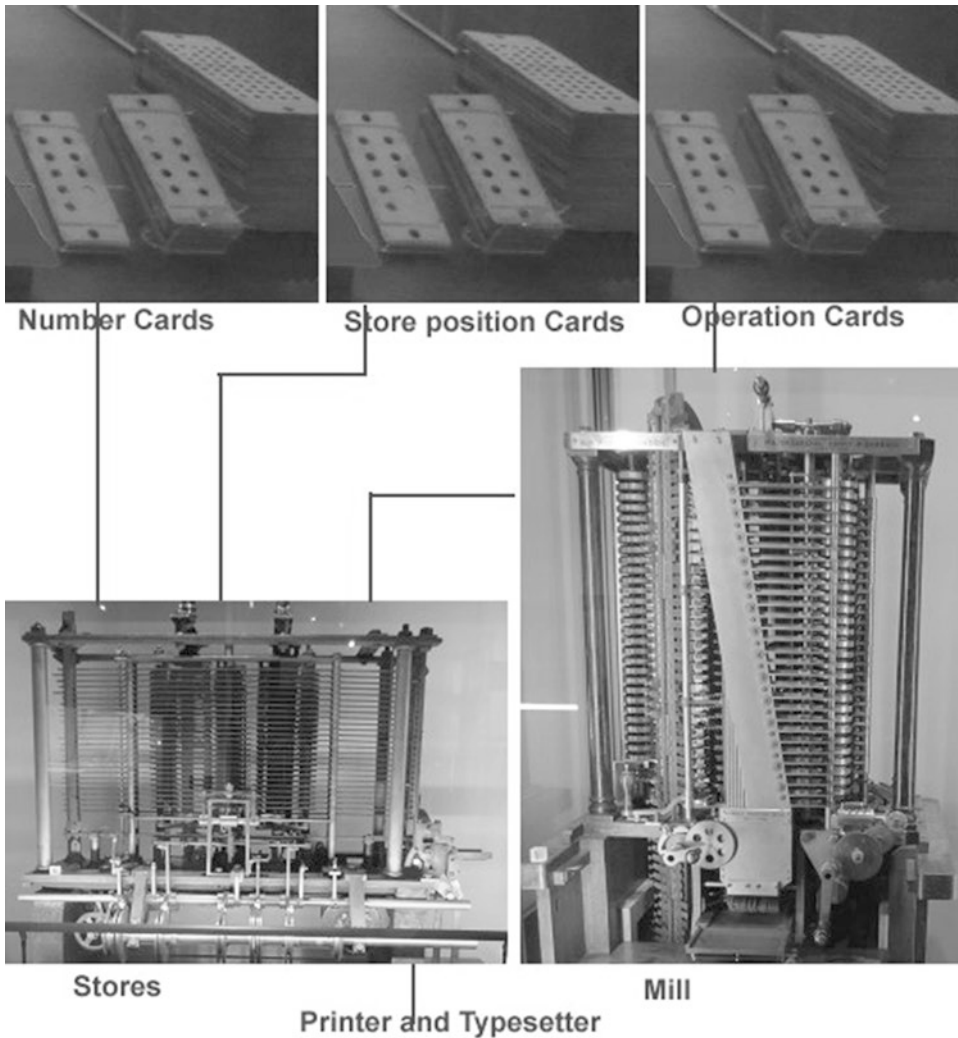 Number Cards
Store position Cards
Operation Cards
Stores
Mill
Printer and Typesetter